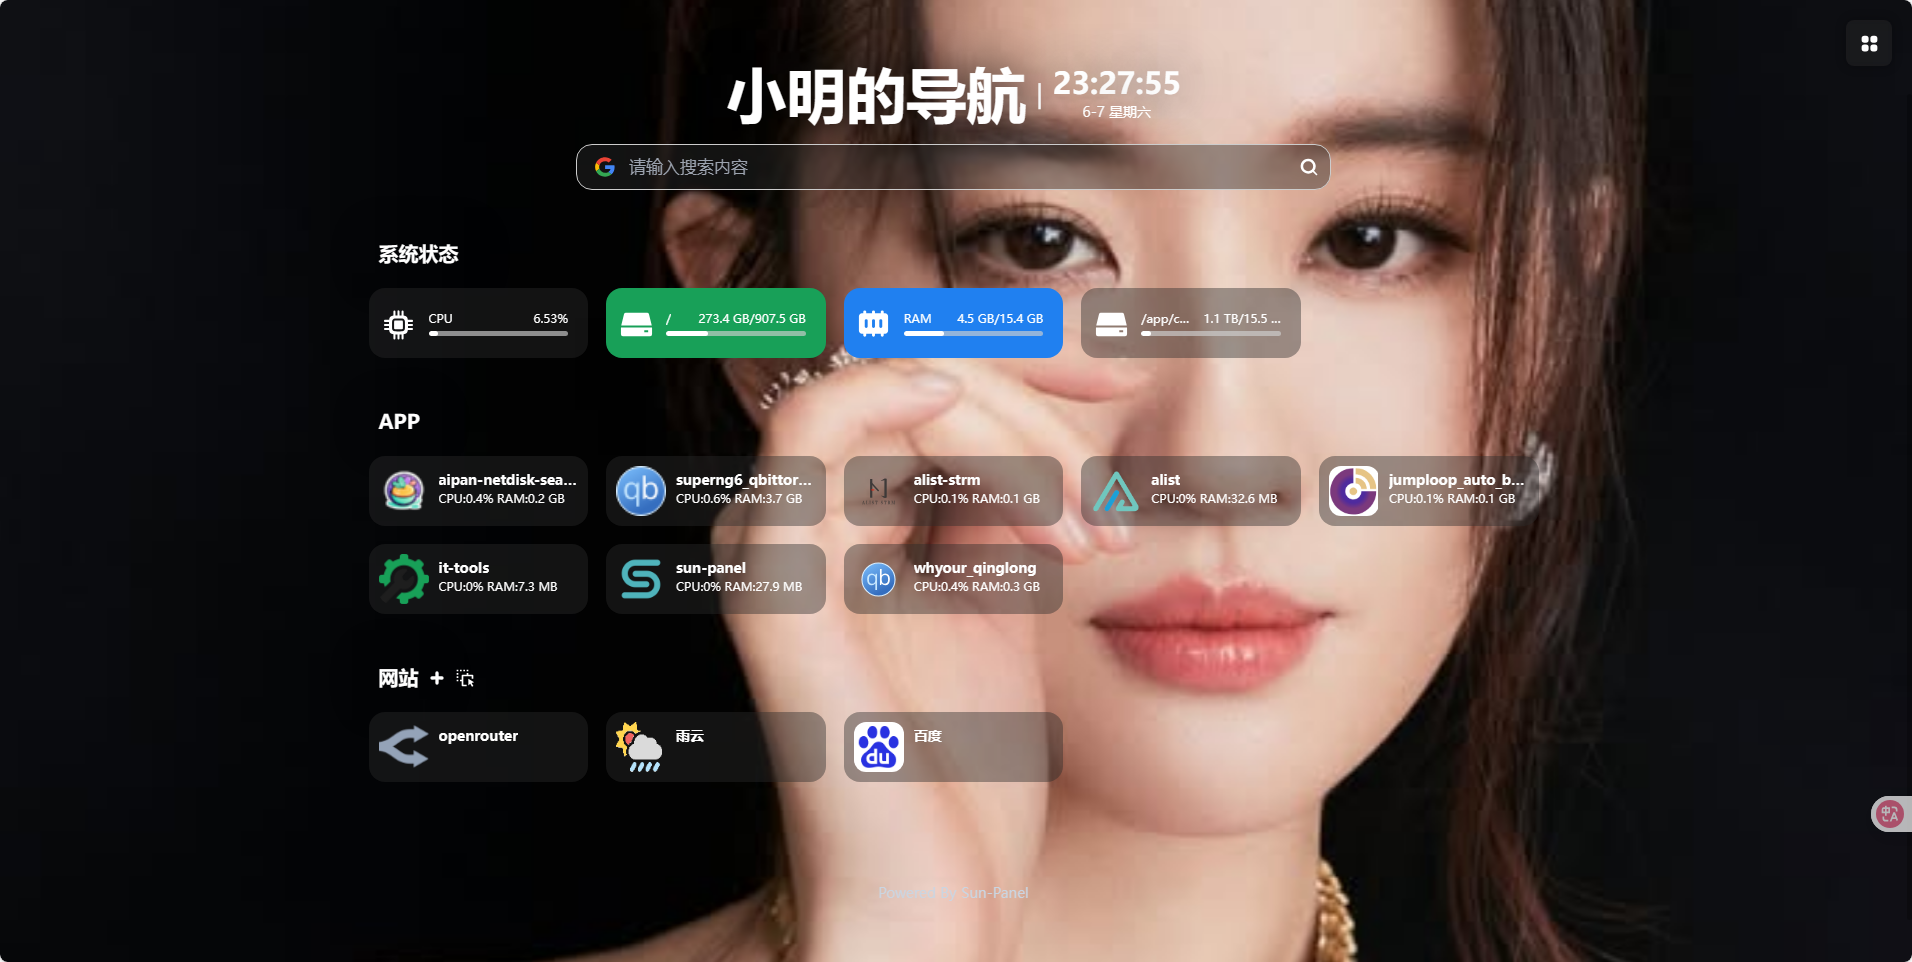 小明的导航
23:27:55
6-7 星期六
请输入搜索内容
系统状态
CPU 6.53%
/ 273.4 GB/907.5 GB
RAM 4.5 GB/15.4 GB
/app/c... 1.1 TB/15.5 ...
APP
aipan-netdisk-sea...
CPU:0.4% RAM:0.2 GB
qb
superng6_qbittor...
CPU:0.6% RAM:3.7 GB
alist-strm
CPU:0.1% RAM:0.1 GB
alist
CPU:0% RAM:32.6 MB
jumploop_auto_b...
CPU:0.1% RAM:0.1 GB
it-tools
CPU:0% RAM:7.3 MB
sun-panel
CPU:0% RAM:27.9 MB
qb
whyour_qinglong
CPU:0.4% RAM:0.3 GB
网站
openrouter
雨云
du
百度
中A
Powered By Sun-Panel